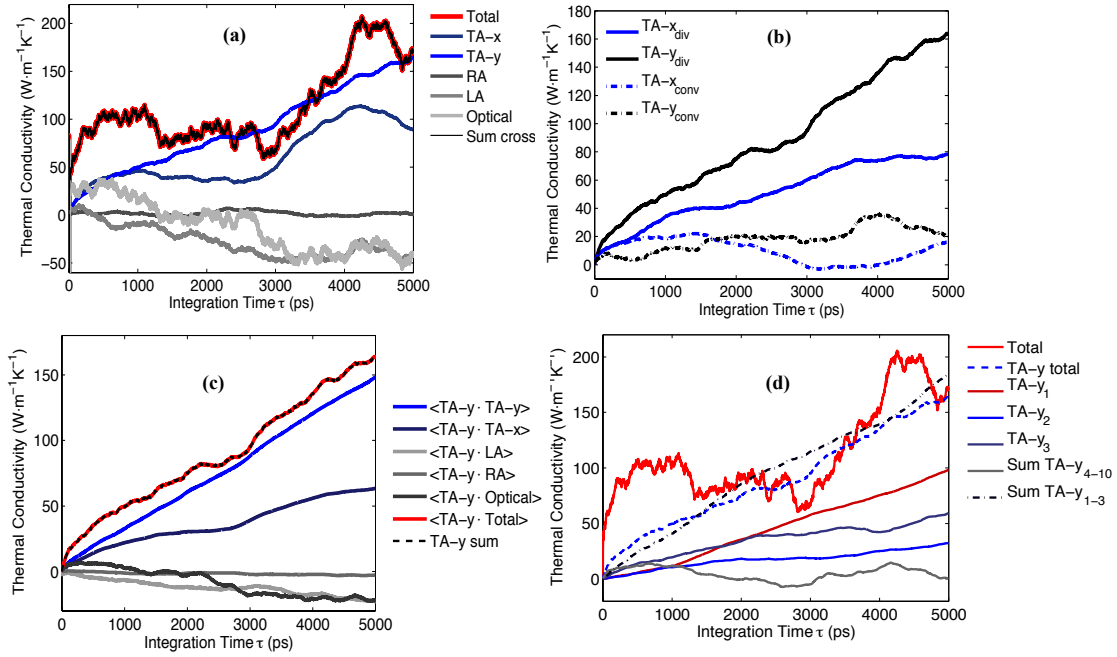 (a)
Thermal Conductivity (W·m⁻¹K⁻¹)
200
150
100
50
0
−50
0 1000 2000 3000 4000 5000
Integration Time τ (ps)
Total
TA−x
TA−y
RA
LA
Optical
Sum cross
(b)
Thermal Conductivity (W·m⁻¹K⁻¹)
180
160
140
120
100
80
60
40
20
0
0 1000 2000 3000 4000 5000
Integration Time τ (ps)
TA−x_div
TA−y_div
TA−x_conv
TA−y_conv
(c)
Thermal Conductivity (W·m⁻¹K⁻¹)
150
100
50
0
0 1000 2000 3000 4000 5000
Integration Time τ (ps)
<TA−y · TA−y>
<TA−y · TA−x>
<TA−y · LA>
<TA−y · RA>
<TA−y · Optical>
<TA−y · Total>
TA−y sum
(d)
Thermal Conductivity (W·m⁻'K⁻')
200
150
100
50
0
0 1000 2000 3000 4000 5000
Integration Time τ (ps)
Total
TA−y total
TA−y₁
TA−y₂
TA−y₃
Sum TA−y₄₋₁₀
Sum TA−y₁₋₃